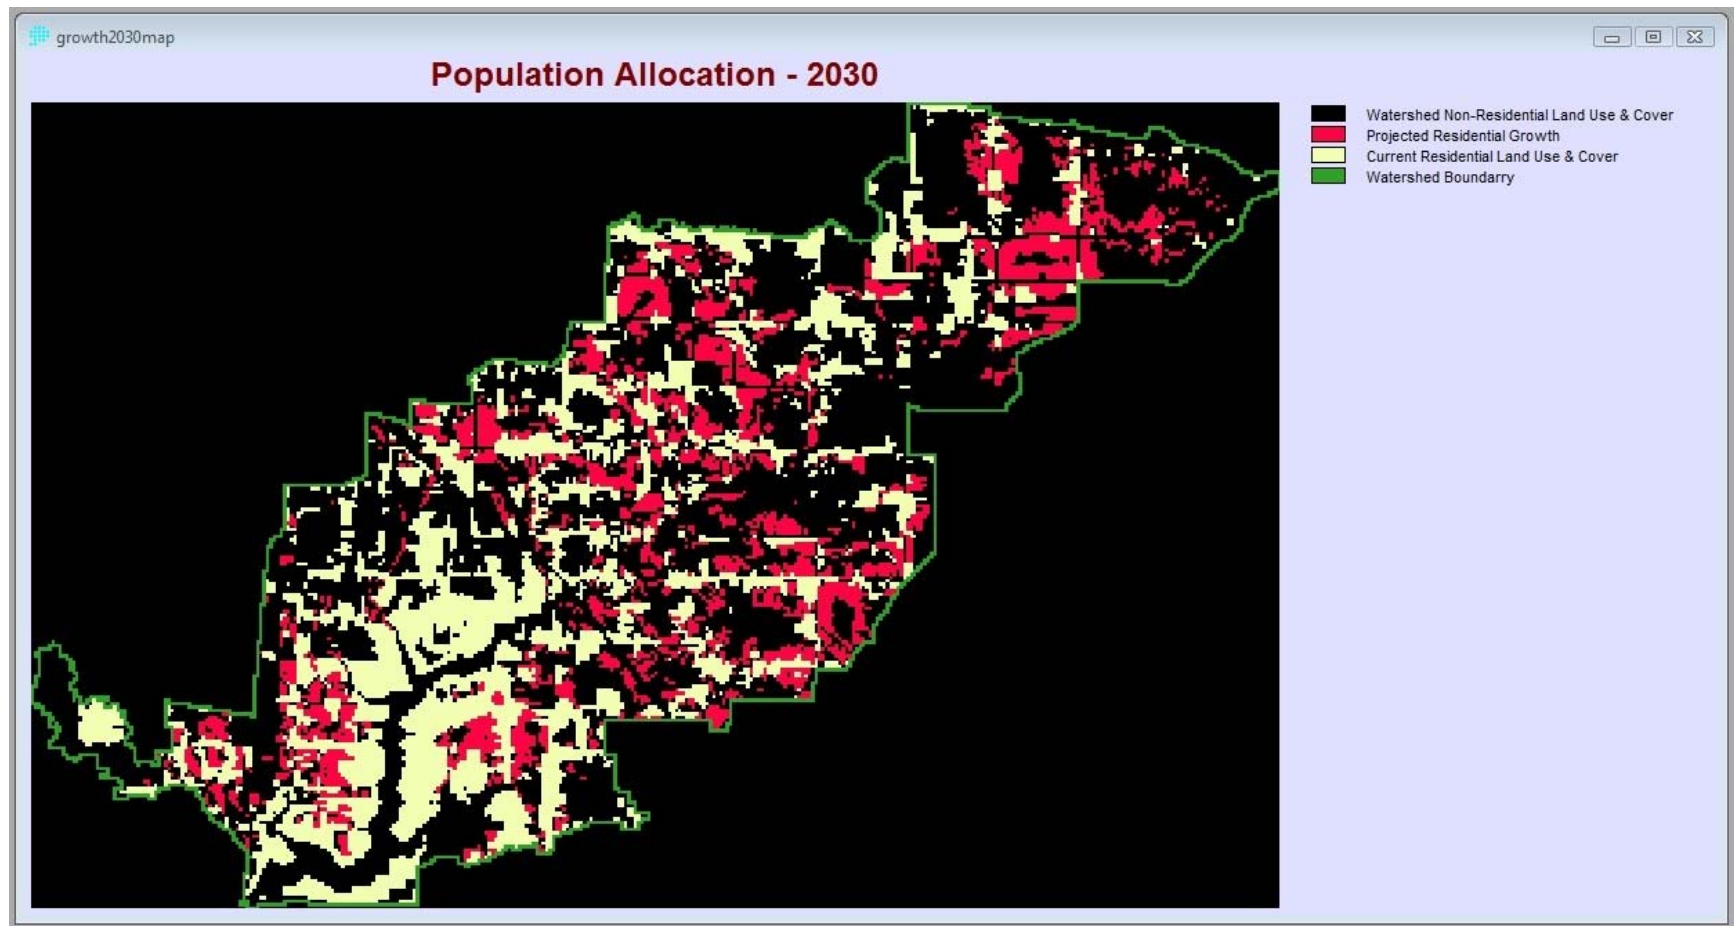 growth2030map
Population Allocation - 2030
Watershed Non-Residential Land Use & Cover
Projected Residential Growth
Current Residential Land Use & Cover
Watershed Boundarry